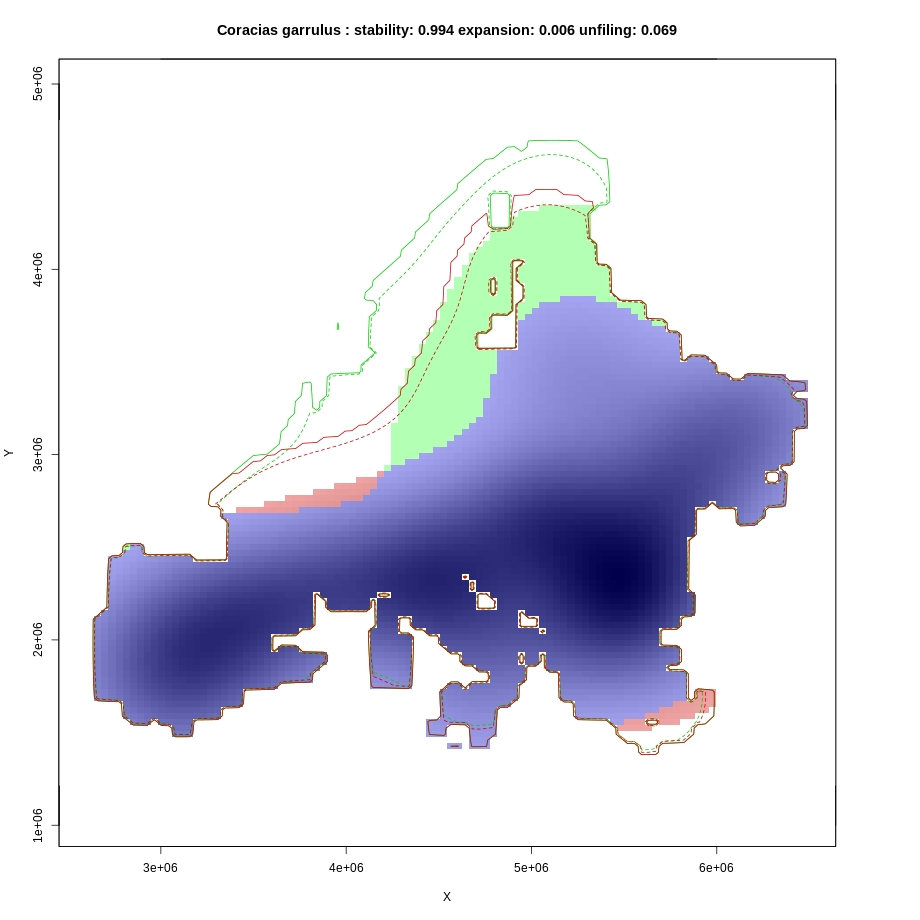 Coracias garrulus : stability: 0.994 expansion: 0.006 unfiling: 0.069
5e+06
4e+06
3e+06
2e+06
1e+06
Y
3e+06 4e+06 5e+06 6e+06
X